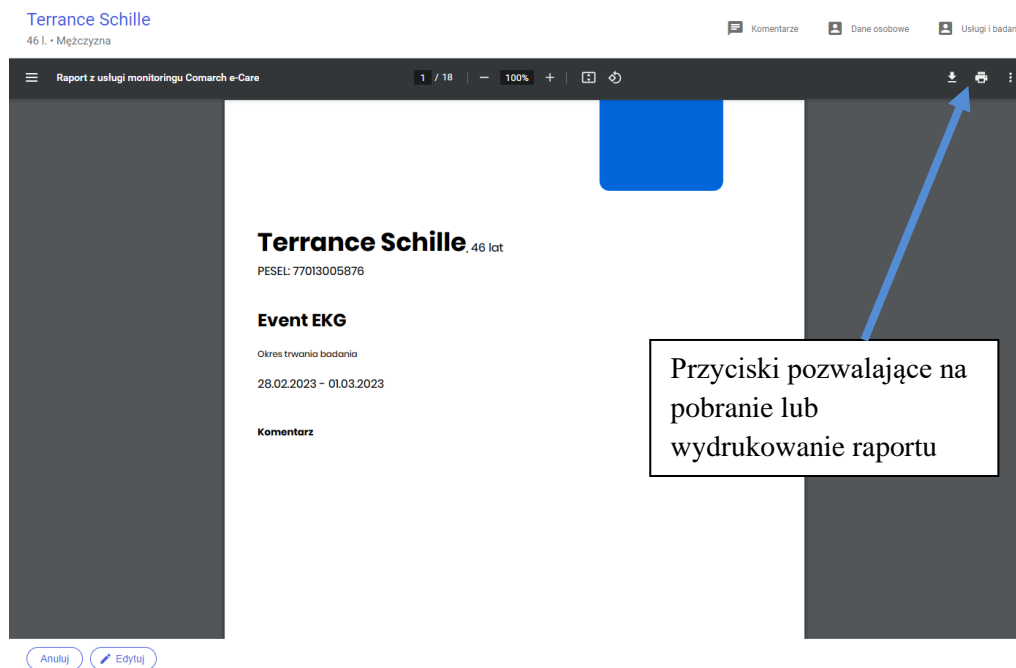 Terrance Schille
46 l. • Mężczyzna
Komentarze
Dane osobowe
Usługi i badan
Raport z usługi monitoringu Comarch e-Care
1 / 18
100%
Terrance Schille, 46 lat
PESEL: 77013005876
Event EKG
Okres trwania badania
28.02.2023 - 01.03.2023
Komentarz
Przyciski pozwalające na
pobranie lub
wydrukowanie raportu
Anuluj
Edytuj